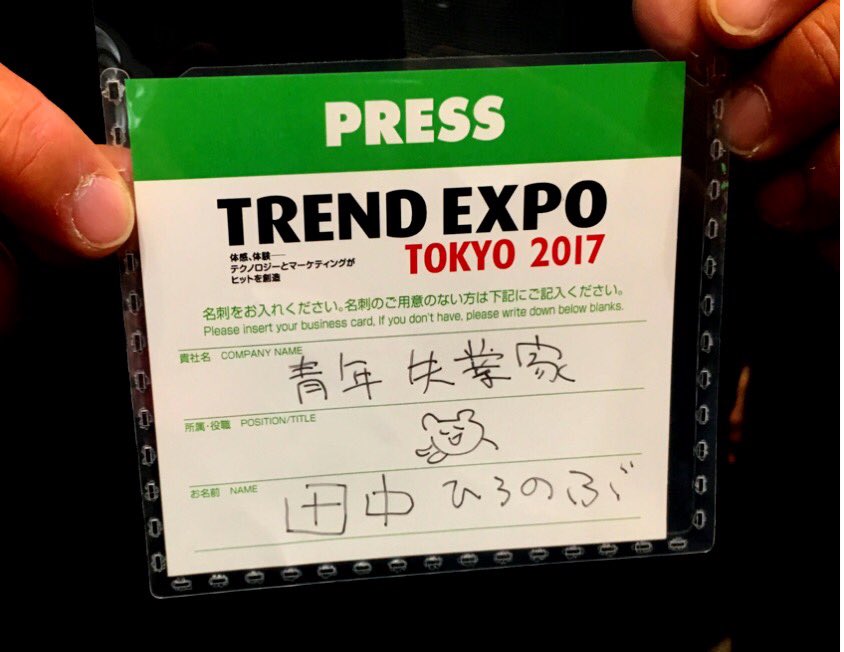 PRESS
TREND EXPO
TOKYO 2017
体感、体験──
テクノロジーとマーケティングが
ヒットを創造
名刺をお入れください。名刺のご用意のない方は下記にご記入ください。
Please insert your business card, If you don't have, please write down below blanks.
貴社名 COMPANY NAME
青年失業家
所属・役職 POSITION/TITLE
お名前 NAME
田中ひろのぶ